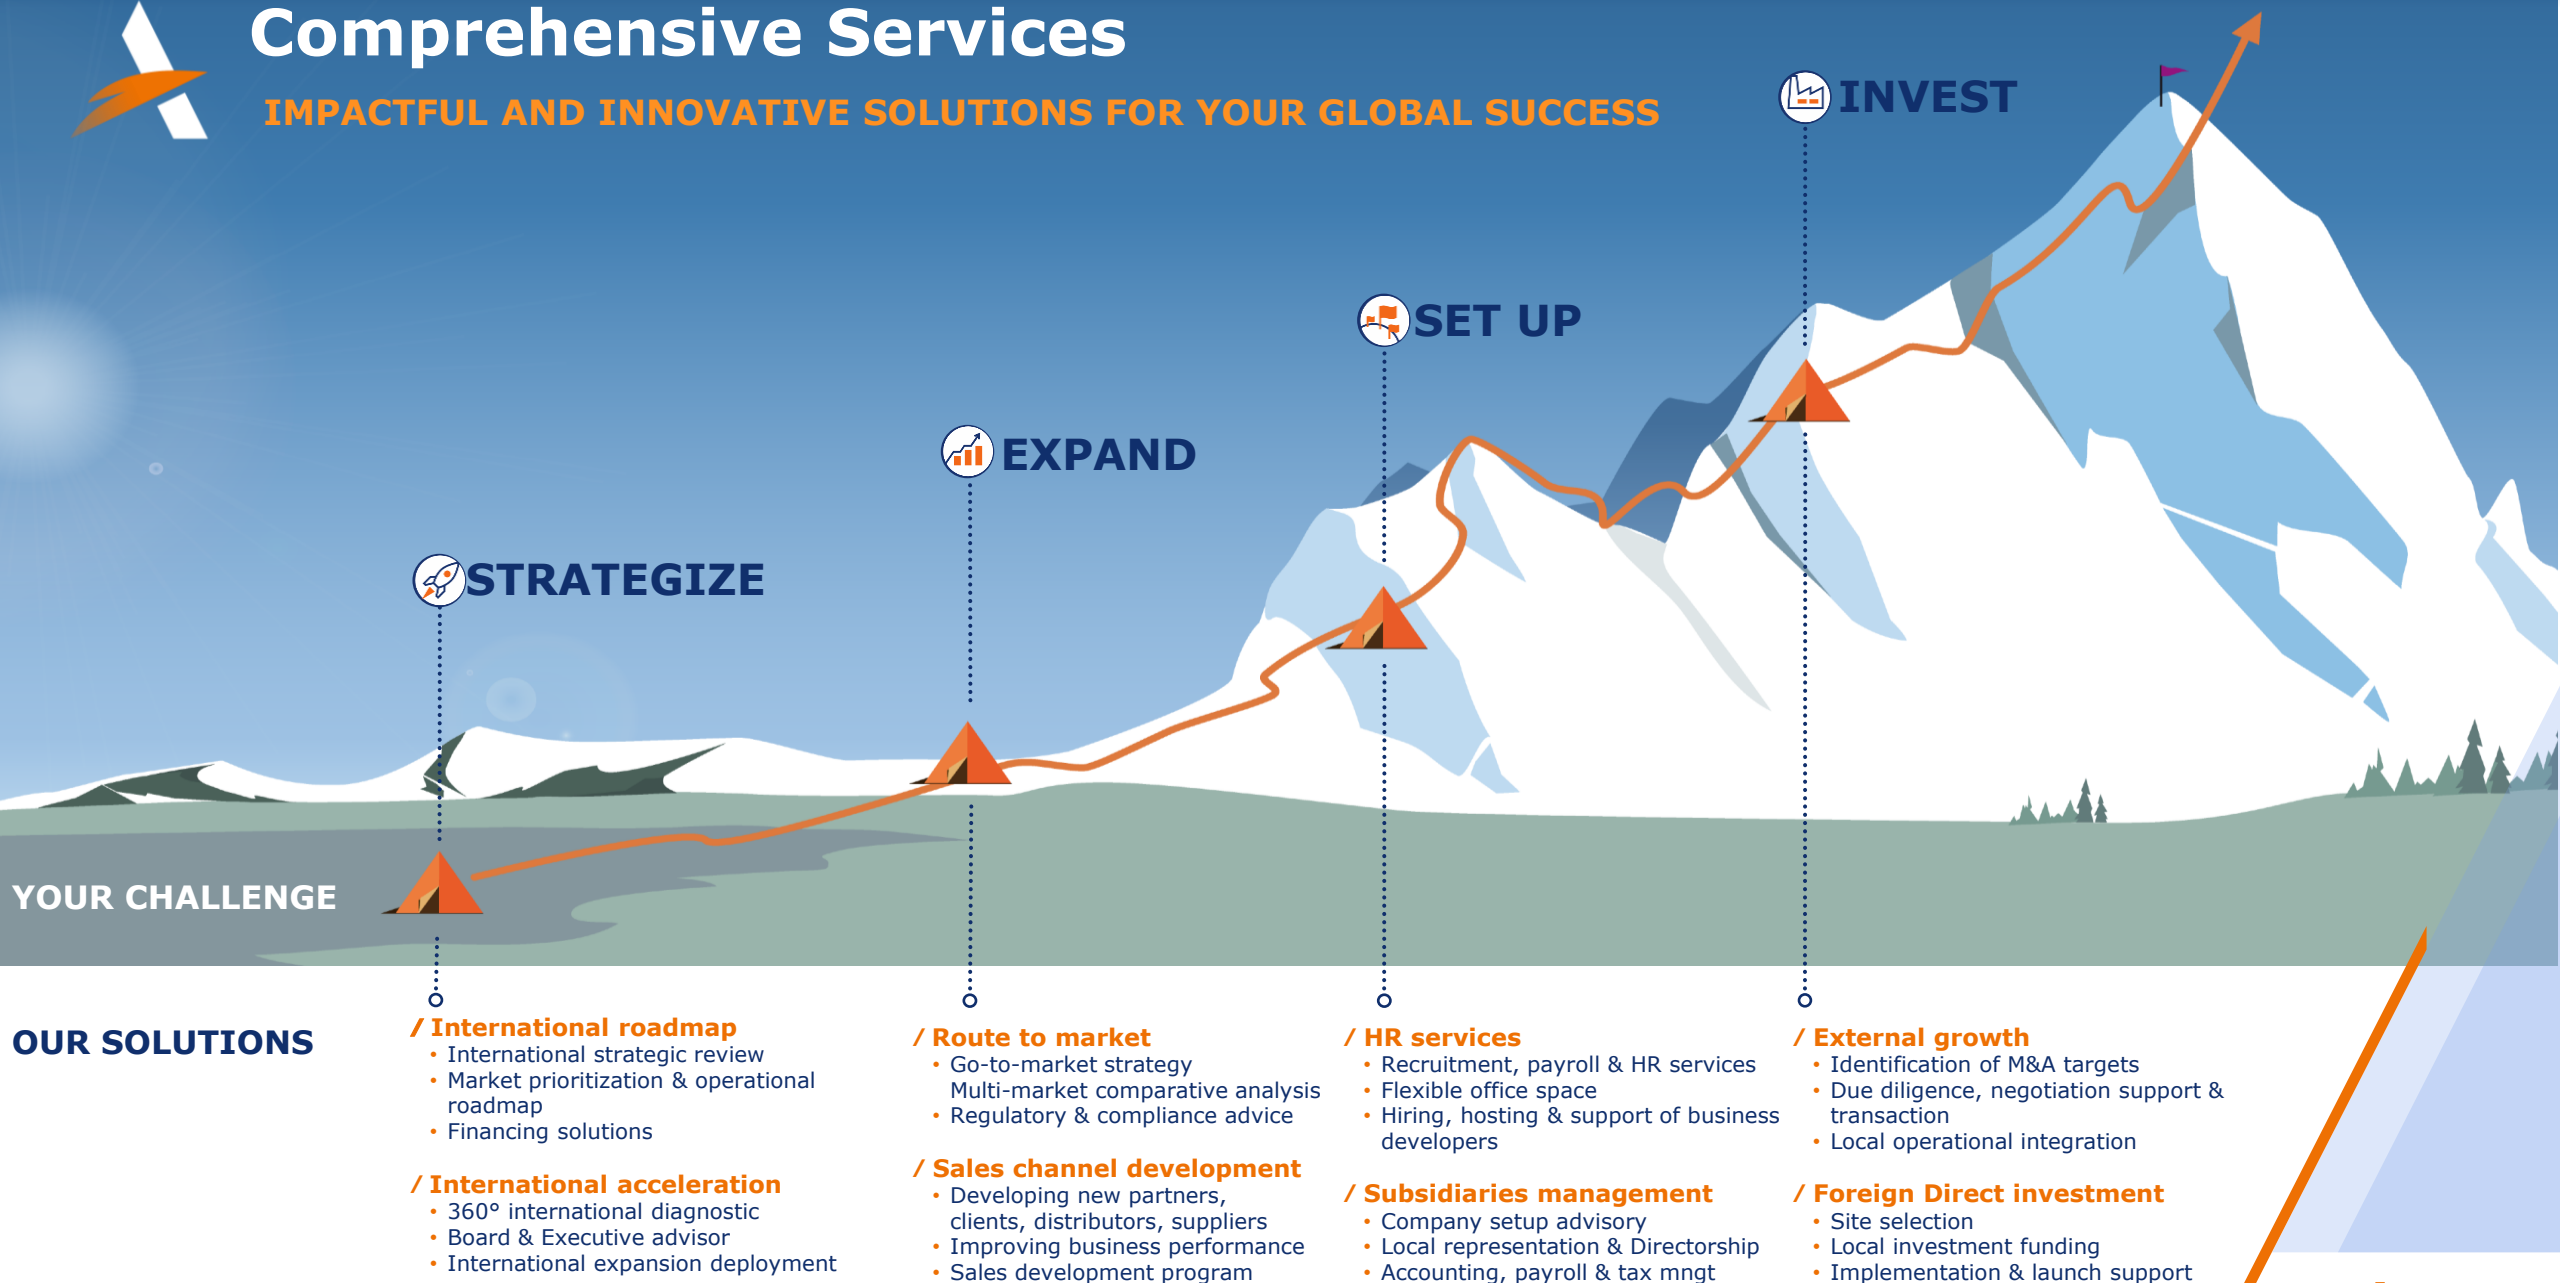 Comprehensive Services
IMPACTFUL AND INNOVATIVE SOLUTIONS FOR YOUR GLOBAL SUCCESS
INVEST
SET UP
EXPAND
STRATEGIZE
YOUR CHALLENGE
OUR SOLUTIONS
/ International roadmap
• International strategic review
• Market prioritization & operational
roadmap
• Financing solutions
/ International acceleration
• 360° international diagnostic
• Board & Executive advisor
• International expansion deployment
/ Route to market
• Go-to-market strategy
Multi-market comparative analysis
• Regulatory & compliance advice
/ Sales channel development
• Developing new partners,
clients, distributors, suppliers
• Improving business performance
• Sales development program
/ HR services
• Recruitment, payroll & HR services
• Flexible office space
• Hiring, hosting & support of business
developers
/ Subsidiaries management
• Company setup advisory
• Local representation & Directorship
• Accounting, payroll & tax mngt
/ External growth
• Identification of M&A targets
• Due diligence, negotiation support &
transaction
• Local operational integration
/ Foreign Direct investment
• Site selection
• Local investment funding
• Implementation & launch support